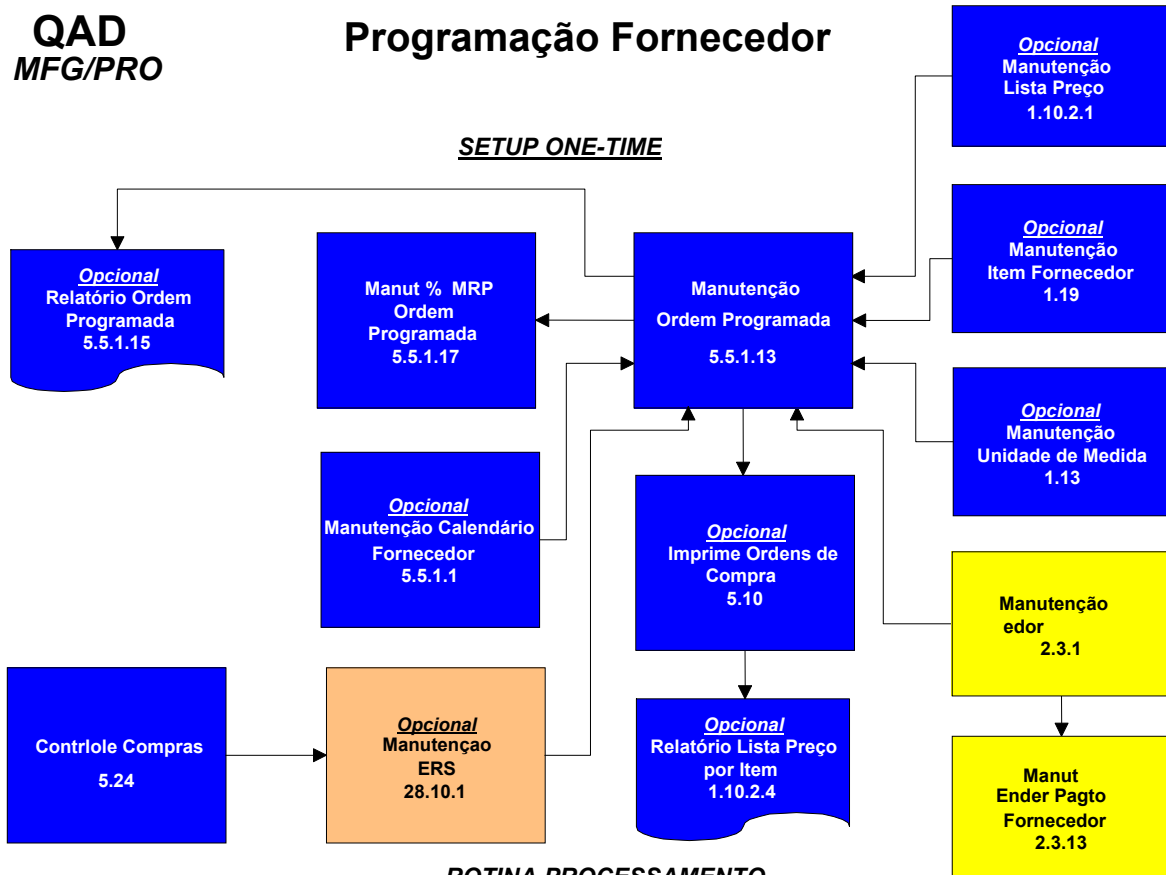 QAD
MFG/PRO
Programação Fornecedor
SETUP ONE-TIME
Opcional
Manutenção
Lista Preço
1.10.2.1
Opcional
Relatório Ordem
Programada
5.5.1.15
Manut % MRP
Ordem
Programada
5.5.1.17
Manutenção
Ordem Programada
5.5.1.13
Opcional
Manutenção
Item Fornecedor
1.19
Opcional
Manutenção
Unidade de Medida
1.13
Opcional
Manutenção Calendário
Fornecedor
5.5.1.1
Opcional
Imprime Ordens de
Compra
5.10
Manutenção
edor
2.3.1
Contrlole Compras
5.24
Opcional
Manutençao
ERS
28.10.1
Opcional
Relatório Lista Preço
por Item
1.10.2.4
Manut
Ender Pagto
Fornecedor
2.3.13
ROTINA PROCESSAMENTO